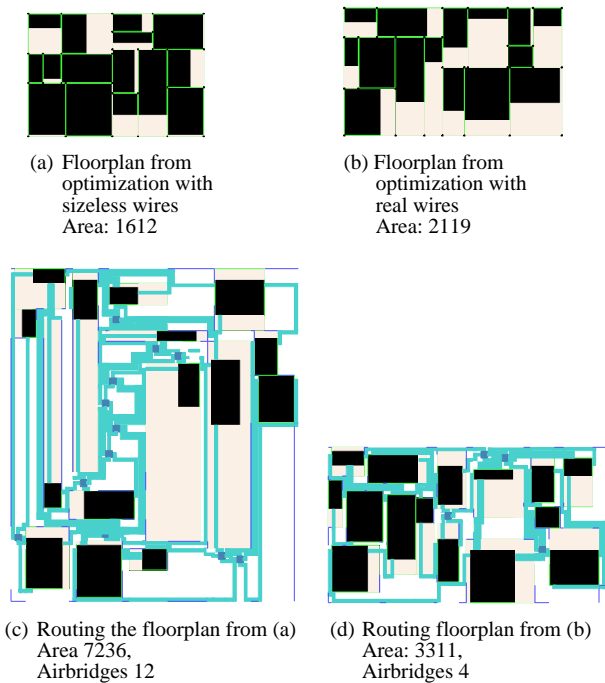 (a) Floorplan from
optimization with
sizeless wires
Area: 1612
(b) Floorplan from
optimization with
real wires
Area: 2119
(c) Routing the floorplan from (a)
Area 7236,
Airbridges 12
(d) Routing floorplan from (b)
Area: 3311,
Airbridges 4